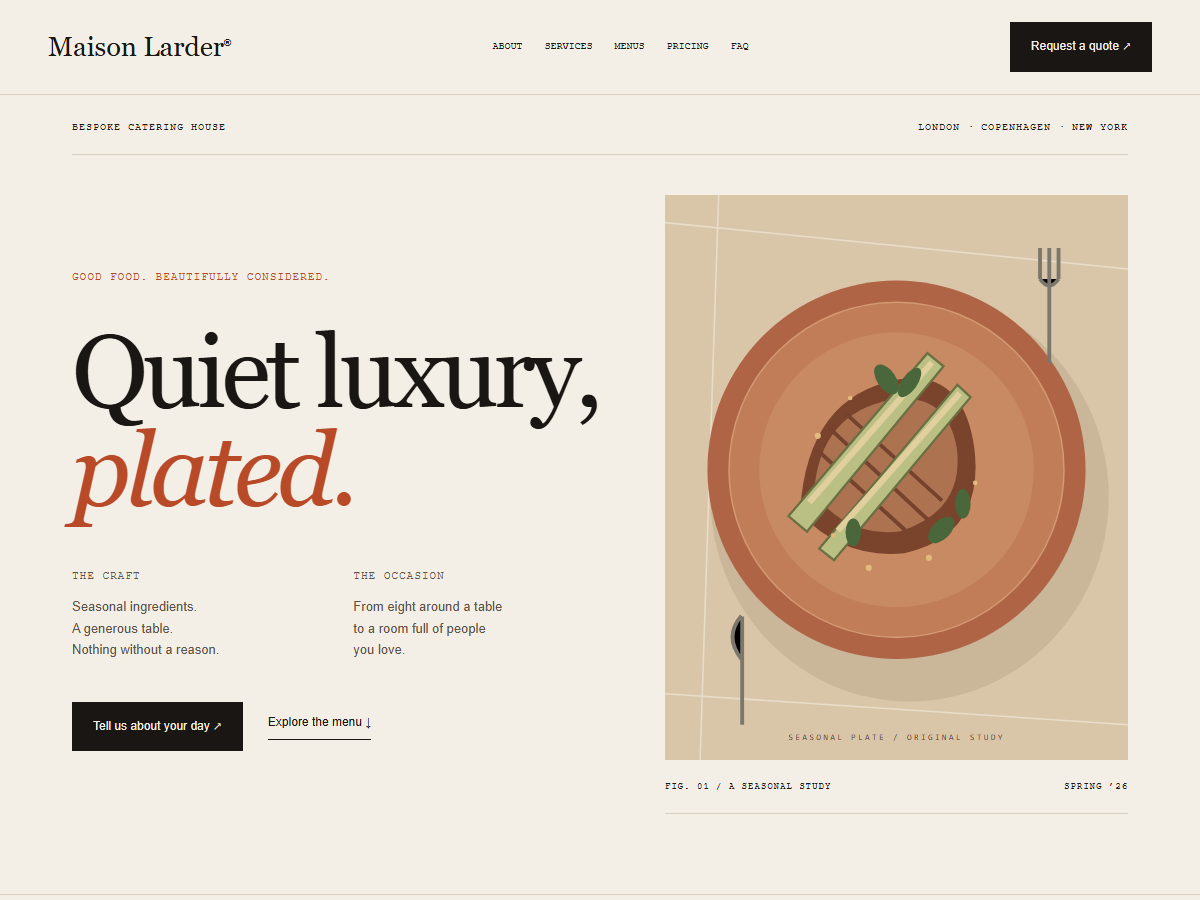 Maison Larder®
ABOUT SERVICES MENUS PRICING FAQ
Request a quote ↗
BESPOKE CATERING HOUSE
LONDON · COPENHAGEN · NEW YORK
GOOD FOOD. BEAUTIFULLY CONSIDERED.
Quiet luxury,
plated.
THE CRAFT
Seasonal ingredients.
A generous table.
Nothing without a reason.
THE OCCASION
From eight around a table
to a room full of people
you love.
Tell us about your day ↗
Explore the menu ↓
SEASONAL PLATE / ORIGINAL STUDY
FIG. 01 / A SEASONAL STUDY
SPRING ’26